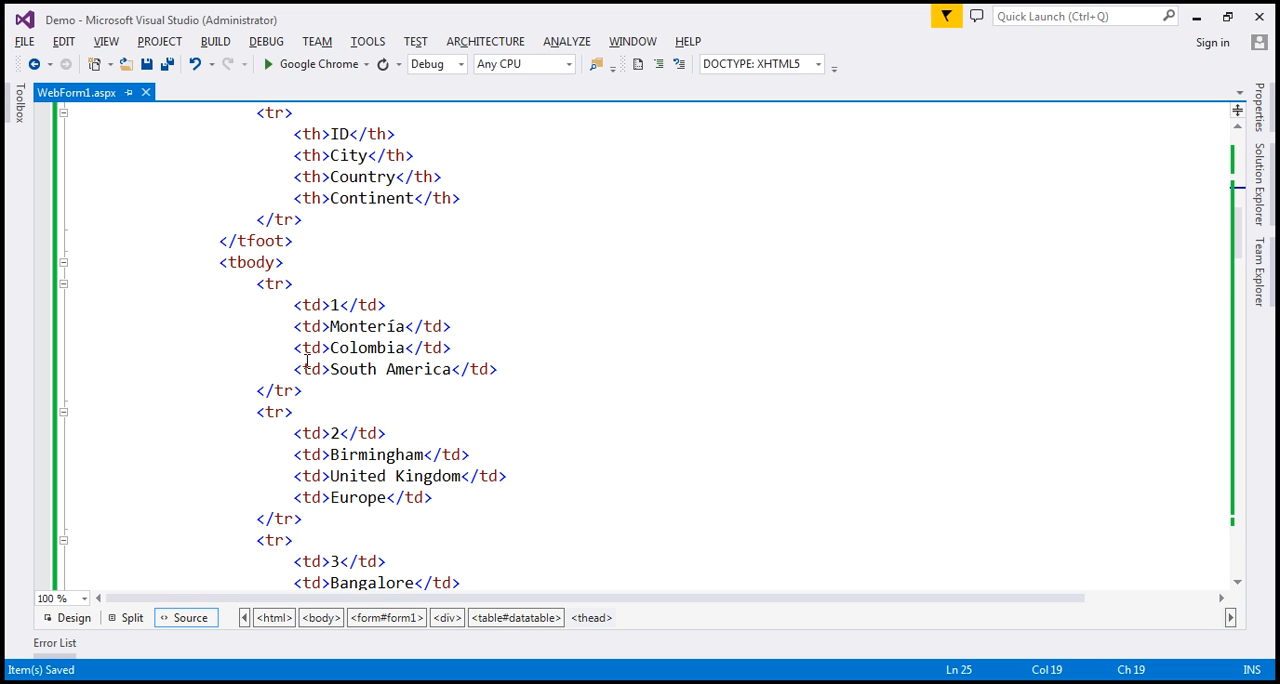 Demo - Microsoft Visual Studio (Administrator)
Quick Launch (Ctrl+Q)
FILE EDIT VIEW PROJECT BUILD DEBUG TEAM TOOLS TEST ARCHITECTURE ANALYZE WINDOW HELP
Sign in
Google Chrome Debug Any CPU DOCTYPE: XHTML5
Toolbox
WebForm1.aspx
Properties
Solution Explorer
Team Explorer
<tr>
<th>ID</th>
<th>City</th>
<th>Country</th>
<th>Continent</th>
</tr>
</tfoot>
<tbody>
<tr>
<td>1</td>
<td>Montería</td>
<td>Colombia</td>
<td>South America</td>
</tr>
<tr>
<td>2</td>
<td>Birmingham</td>
<td>United Kingdom</td>
<td>Europe</td>
</tr>
<tr>
<td>3</td>
<td>Bangalore</td>
100 %
Design Split Source <html> <body> <form#form1> <div> <table#datatable> <thead>
Error List
Item(s) Saved Ln 25 Col 19 Ch 19 INS